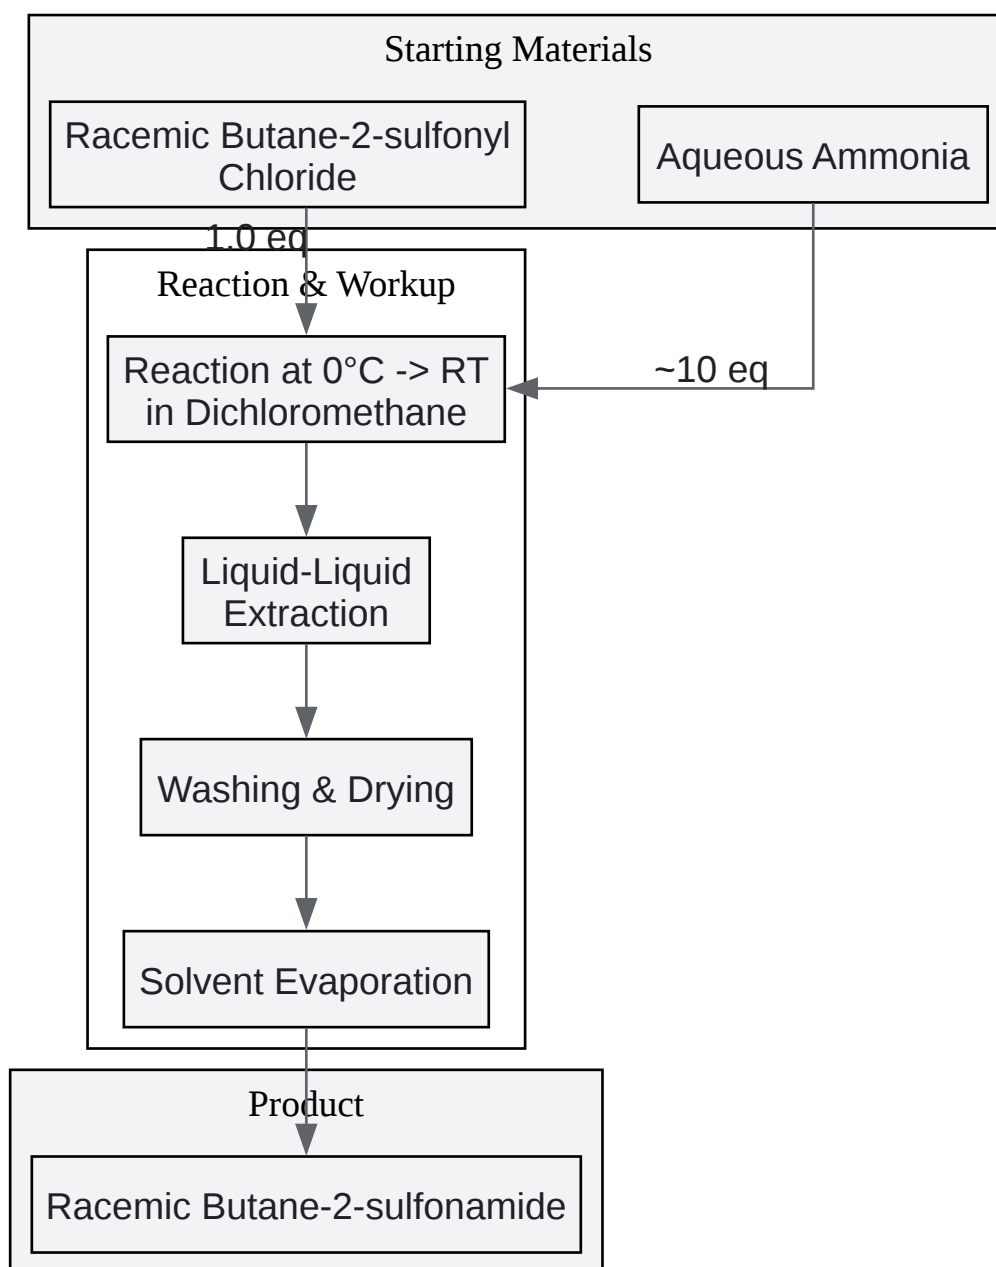 Starting Materials
Racemic Butane-2-sulfonyl
Chloride
Aqueous Ammonia
1.0 eq
Reaction & Workup
Reaction at 0°C -> RT
in Dichloromethane
~10 eq
Liquid-Liquid
Extraction
Washing & Drying
Solvent Evaporation
Product
Racemic Butane-2-sulfonamide